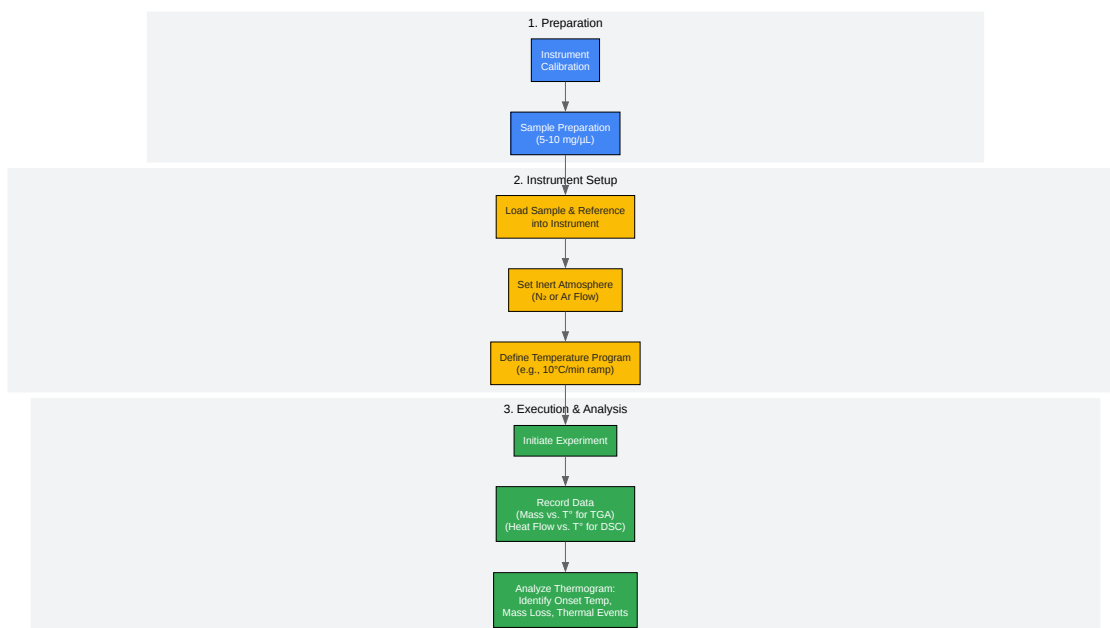 1. Preparation
Instrument
Calibration
Sample Preparation
(5-10 mg/µL)
2. Instrument Setup
Load Sample & Reference
into Instrument
Set Inert Atmosphere
(N₂ or Ar Flow)
Define Temperature Program
(e.g., 10°C/min ramp)
3. Execution & Analysis
Initiate Experiment
Record Data
(Mass vs. T° for TGA)
(Heat Flow vs. T° for DSC)
Analyze Thermogram:
Identify Onset Temp,
Mass Loss, Thermal Events